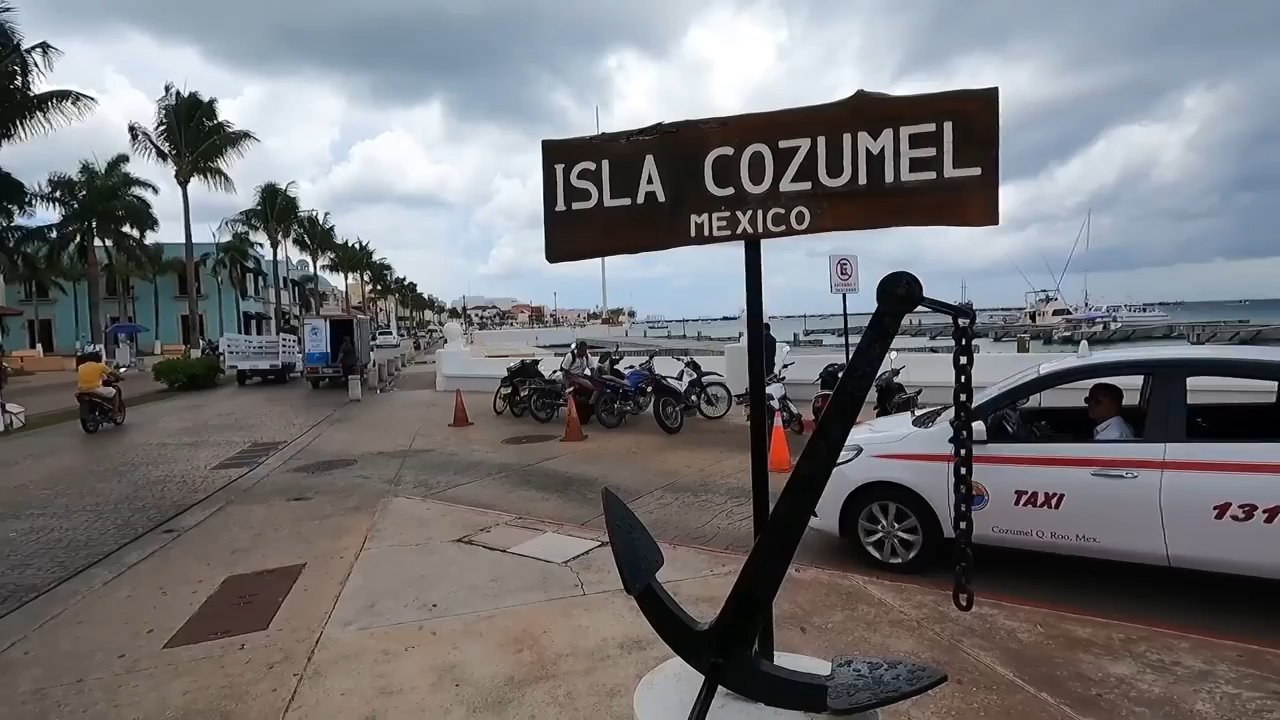 ISLA COZUMEL
MÉXICO
TAXI
131
Cozumel Q. Roo, Mex.